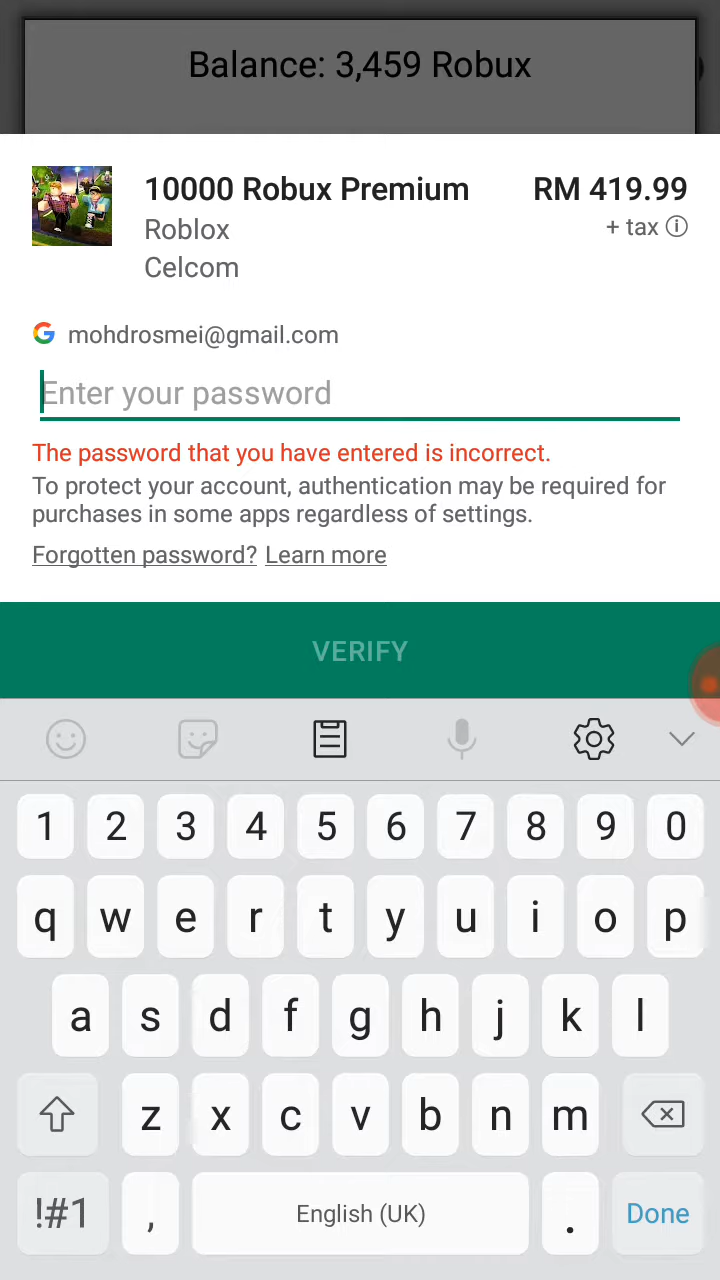 Balance: 3,459 Robux
10000 Robux Premium RM 419.99
Roblox + tax
Celcom
mohdrosmei@gmail.com
Enter your password
The password that you have entered is incorrect.
To protect your account, authentication may be required for
purchases in some apps regardless of settings.
Forgotten password? Learn more
VERIFY
1 2 3 4 5 6 7 8 9 0
q w e r t y u i o p
a s d f g h j k l
z x c v b n m
!#1 , English (UK) . Done